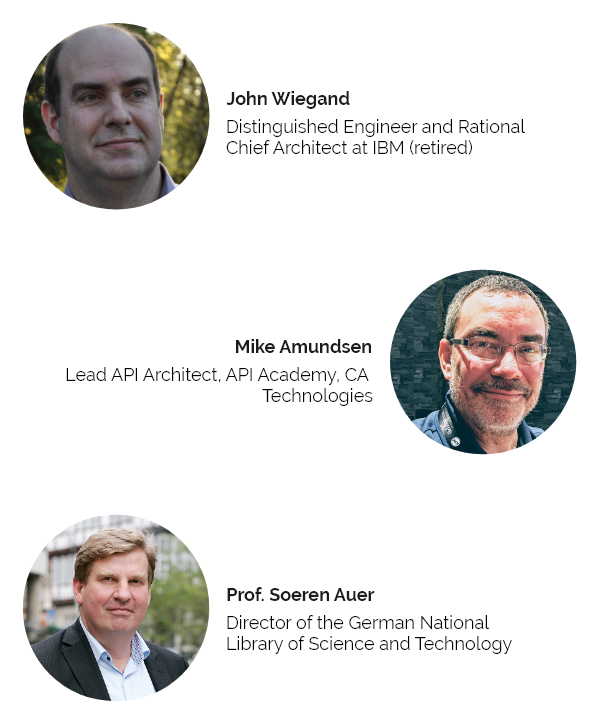 John Wiegand
Distinguished Engineer and Rational
Chief Architect at IBM (retired)
Mike Amundsen
Lead API Architect, API Academy, CA
Technologies
Prof. Soeren Auer
Director of the German National
Library of Science and Technology